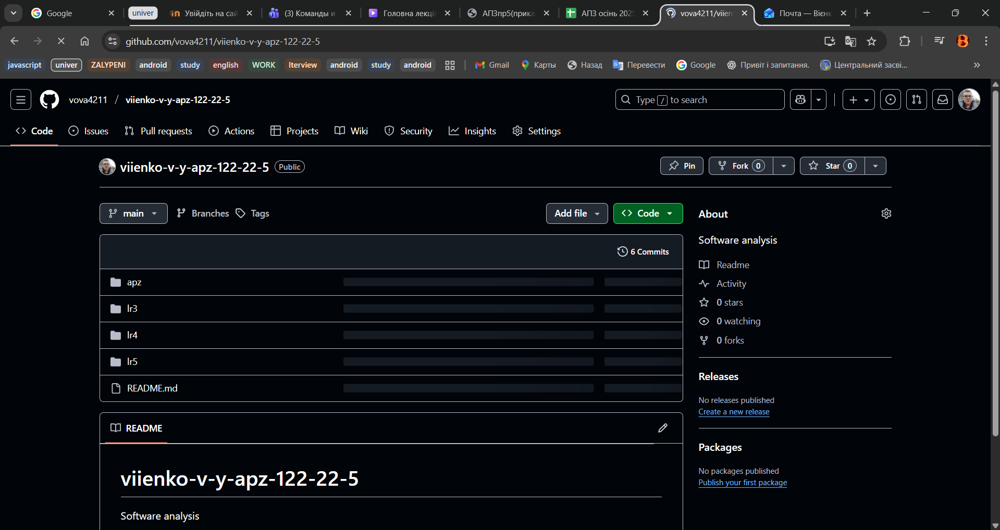 Google
univer
Увійдіть на сай
(3) Команды и
Головна лекція
АПЗпр5(прикл
АПЗ осінь 2025
vova4211/viien
Почта — Вієнк
github.com/vova4211/viienko-v-y-apz-122-22-5
javascript
univer
ZALYPENI
android
study
english
WORK
Iterview
android
study
android
Gmail
Карты
Назад
Перевести
Google
Привіт і запитання.
Центральний засві...
vova4211 / viienko-v-y-apz-122-22-5
Type / to search
Code
Issues
Pull requests
Actions
Projects
Wiki
Security
Insights
Settings
viienko-v-y-apz-122-22-5 Public
Pin
Fork 0
Star 0
main
Branches
Tags
Add file
Code
6 Commits
apz
lr3
lr4
lr5
README.md
README
viienko-v-y-apz-122-22-5
Software analysis
About
Software analysis
Readme
Activity
0 stars
0 watching
0 forks
Releases
No releases published
Create a new release
Packages
No packages published
Publish your first package